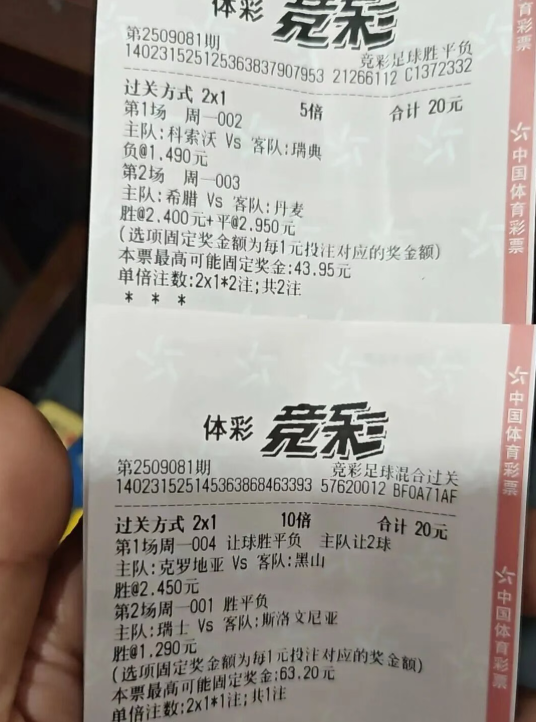 体彩 竞彩
第2509081期 竞彩足球胜平负
140231525125363837907953 21266112 C1372332
过关方式 2x1 5倍 合计 20元
第1场 周一002
主队:科索沃 Vs 客队:瑞典
负@1.490元
第2场 周一003
主队:希腊 Vs 客队:丹麦
胜@2.400元+平@2.950元
(选项固定奖金额为每1元投注对应的奖金额)
本票最高可能固定奖金:43.95元
单倍注数:2x1*2注;共2注
* * *
育彩票
中国体育彩票
体彩 竞彩
第2509081期 竞彩足球混合过关
140231525145363868463393 57620012 BF0A71AF
过关方式 2x1 10倍 合计 20元
第1场周一004 让球胜平负 主队让2球
主队:克罗地亚 Vs 客队:黑山
胜@2.450元
第2场周一001 胜平负
主队:瑞士 Vs 客队:斯洛文尼亚
胜@1.290元
(选项固定奖金额为每1元投注对应的奖金额)
本票最高可能固定奖金:63.20元
单倍注数:2x1*1注;共1注
中国体育彩票
中国体育彩票